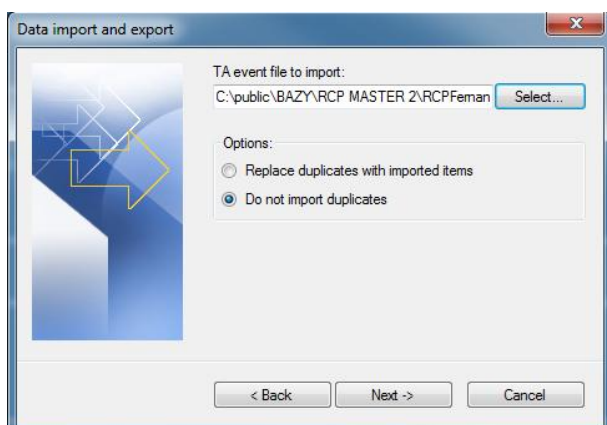 Data import and export
TA event file to import:
C:\public\BAZY\RCP MASTER 2\RCPFernan
Select...
Options:
Replace duplicates with imported items
Do not import duplicates
< Back
Next ->
Cancel